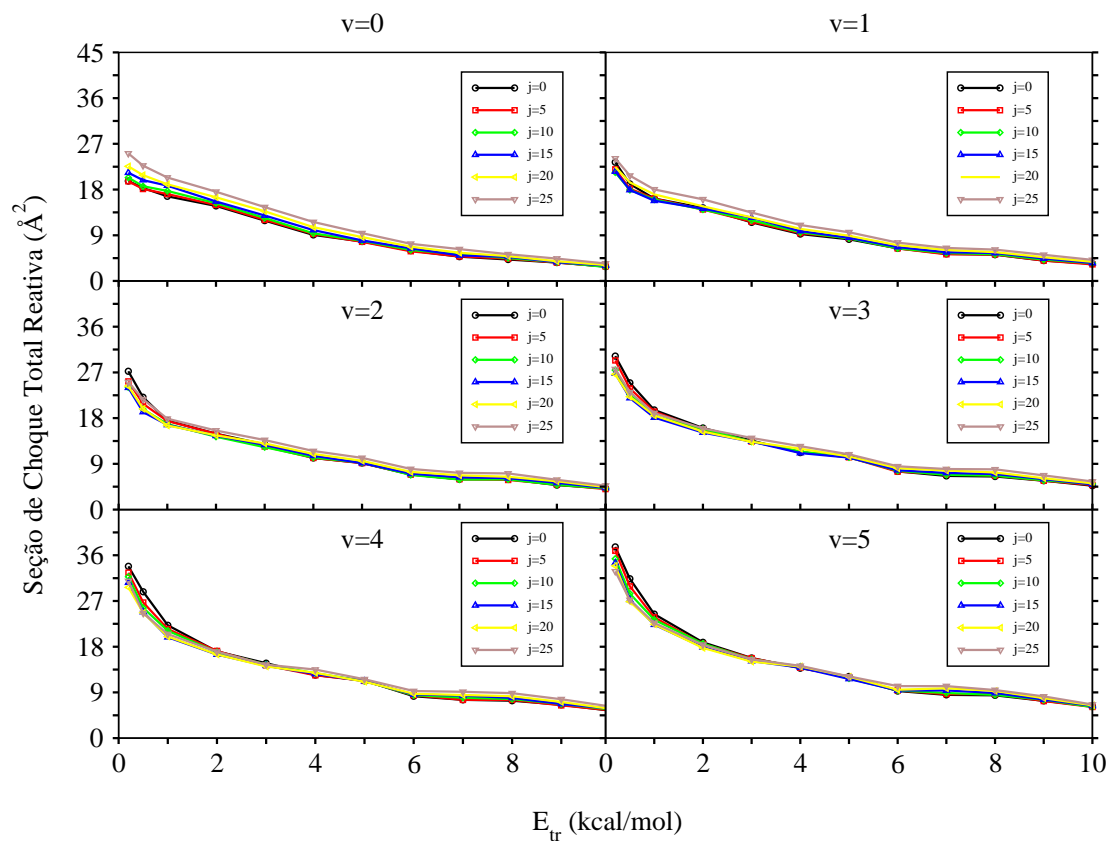 v=0
v=1
45
36
27
18
9
0
j=0
j=5
j=10
j=15
j=20
j=25
j=0
j=5
j=10
j=15
j=20
j=25
v=2
v=3
36
27
18
9
0
j=0
j=5
j=10
j=15
j=20
j=25
j=0
j=5
j=10
j=15
j=20
j=25
v=4
v=5
36
27
18
9
0
j=0
j=5
j=10
j=15
j=20
j=25
j=0
j=5
j=10
j=15
j=20
j=25
0 2 4 6 8 0 2 4 6 8 10
Seção de Choque Total Reativa (Å²)
E_tr (kcal/mol)